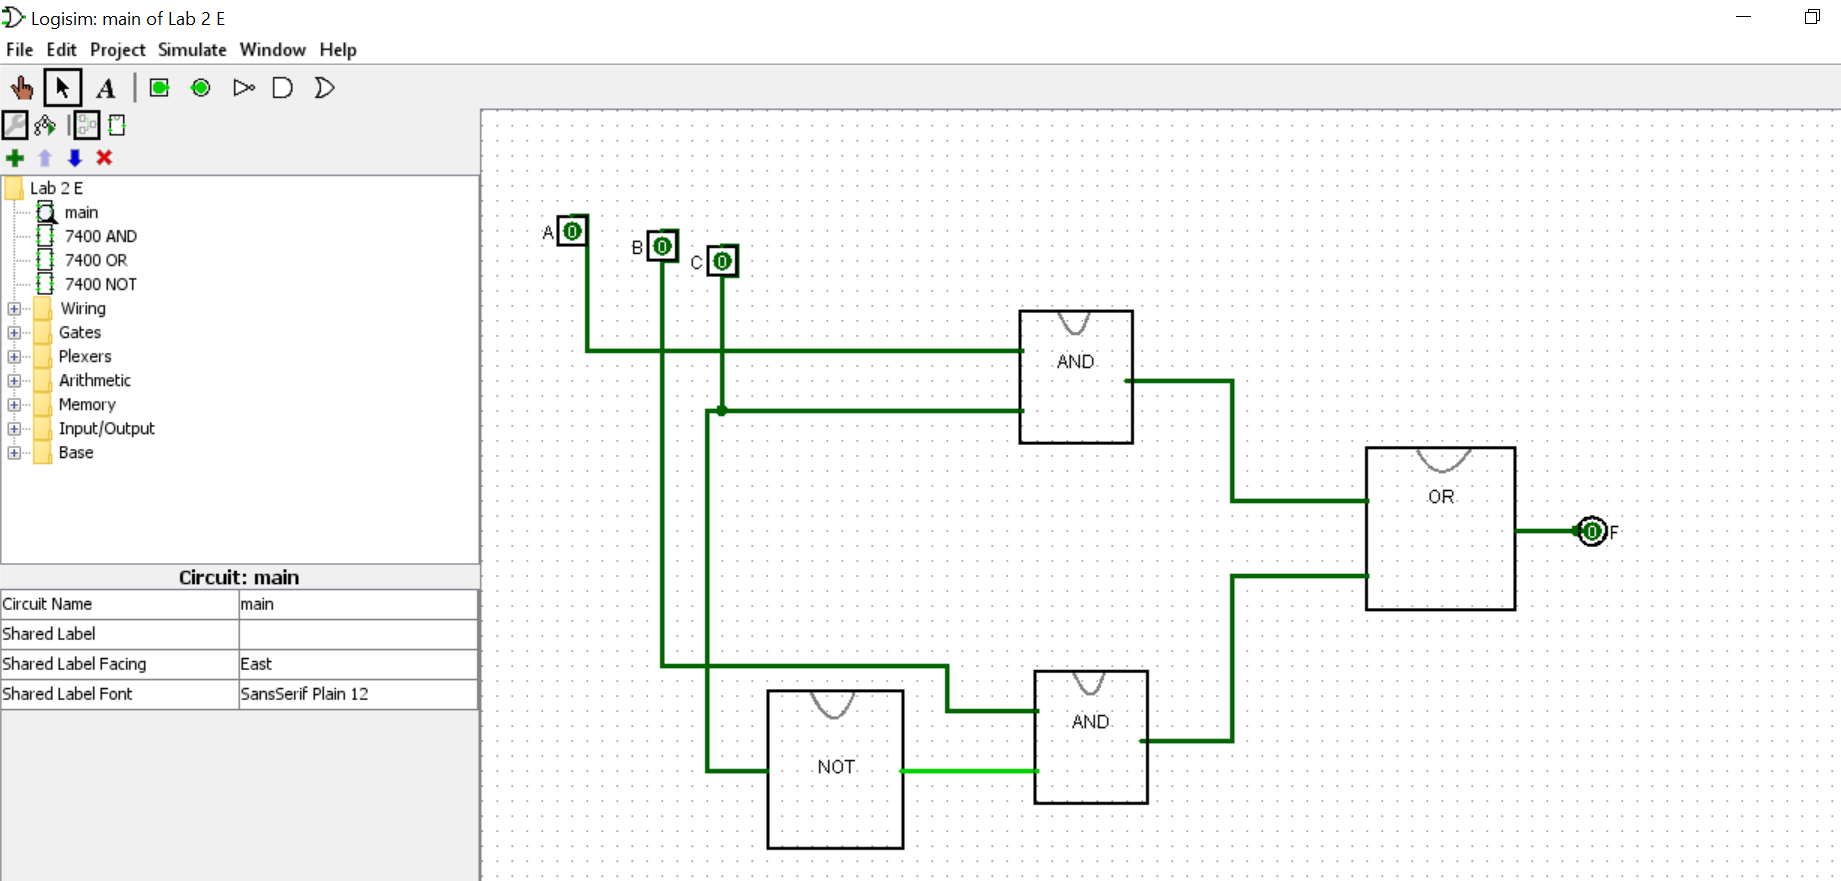 Logisim: main of Lab 2 E
File Edit Project Simulate Window Help
A
Lab 2 E
main
7400 AND
7400 OR
7400 NOT
Wiring
Gates
Plexers
Arithmetic
Memory
Input/Output
Base
Circuit: main
Circuit Name main
Shared Label
Shared Label Facing East
Shared Label Font SansSerif Plain 12
A 0
B 0
C 0
AND
OR
0 F
AND
NOT